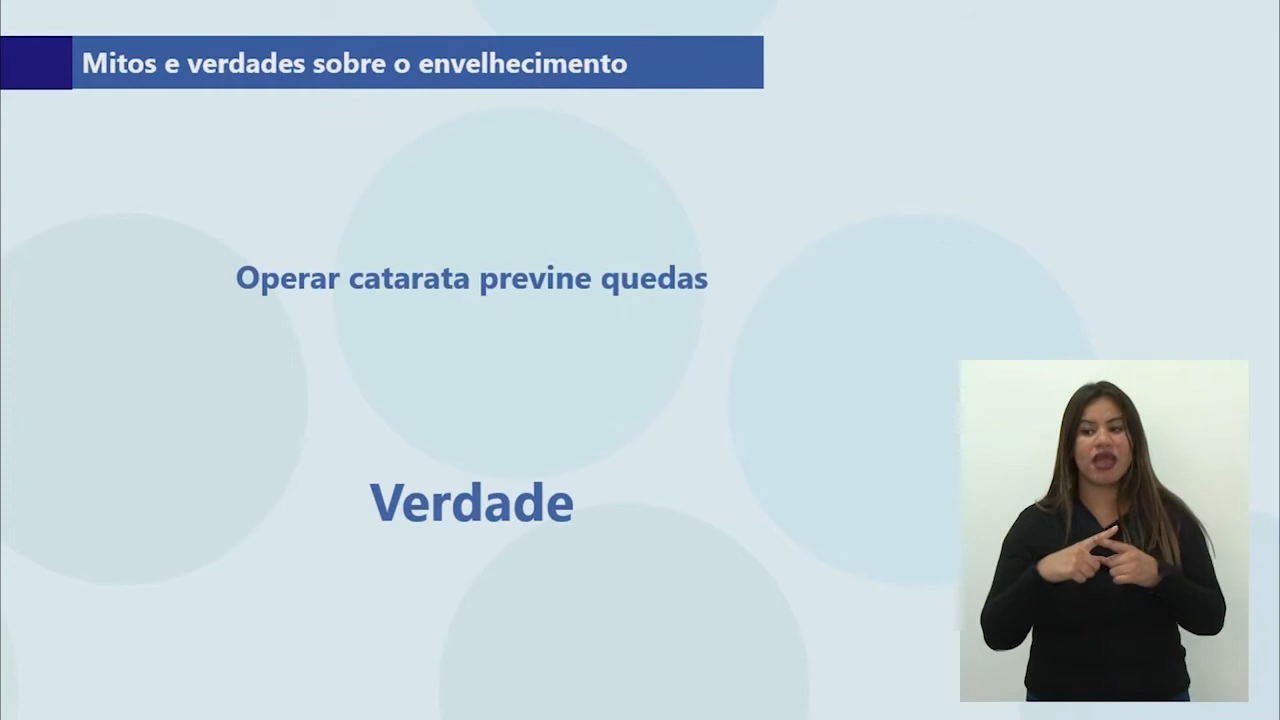 Mitos e verdades sobre o envelhecimento
Operar catarata previne quedas
Verdade